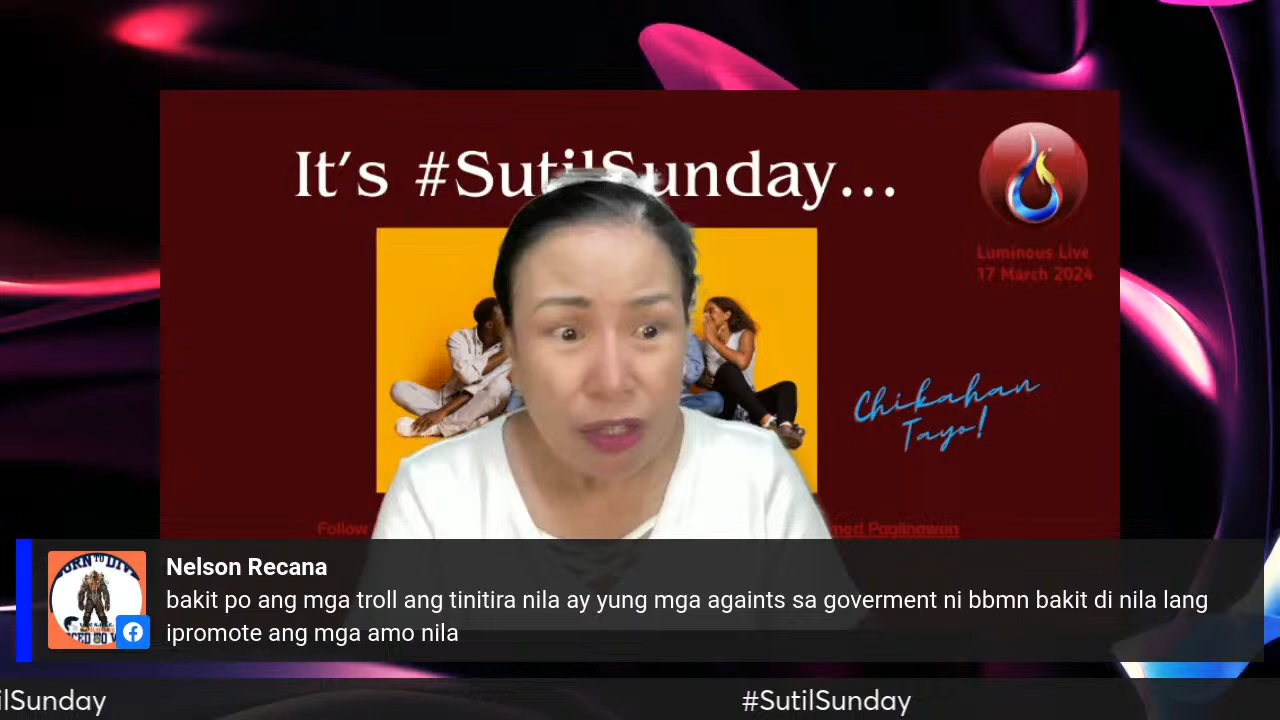 It's #SutilSunday...
Luminous Live
17 March 2024
Chikahan
Tayo!
Follow
Paglinawan
Nelson Recana
bakit po ang mga troll ang tinitira nila ay yung mga againts sa goverment ni bbmn bakit di nila lang
ipromote ang mga amo nila
ilSunday
#SutilSunday